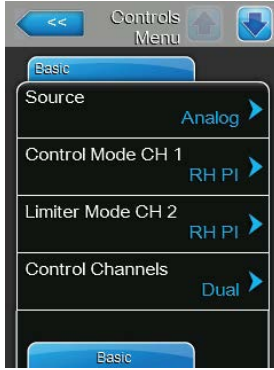 <<
Controls
Menu
Basic
Source
Analog
Control Mode CH 1
RH PI
Limiter Mode CH 2
RH PI
Control Channels
Dual
Basic